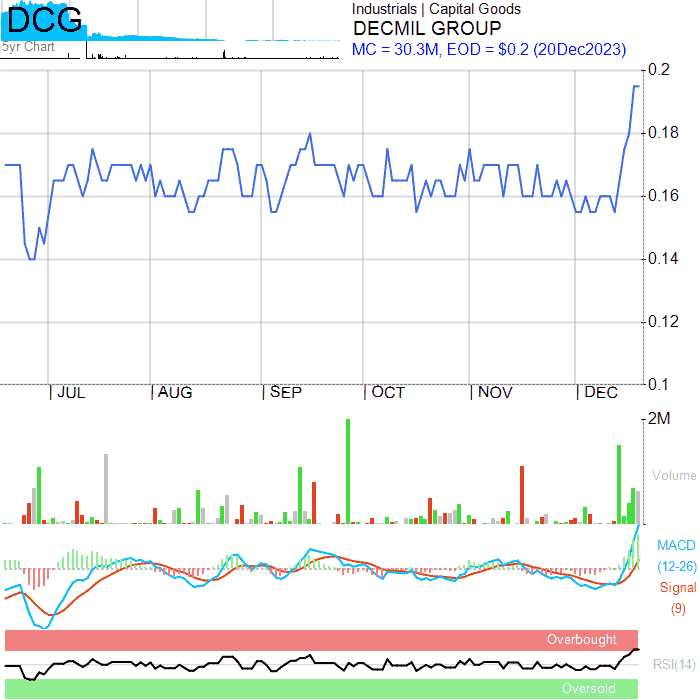 DCG
5yr Chart
Industrials | Capital Goods
DECMIL GROUP
MC = 30.3M, EOD = $0.2 (20Dec2023)
0.2
0.18
0.16
0.14
0.12
0.1
JUL AUG SEP OCT NOV DEC
2M
Volume
MACD
(12-26)
Signal
(9)
Overbought
RSI(14)
Oversold